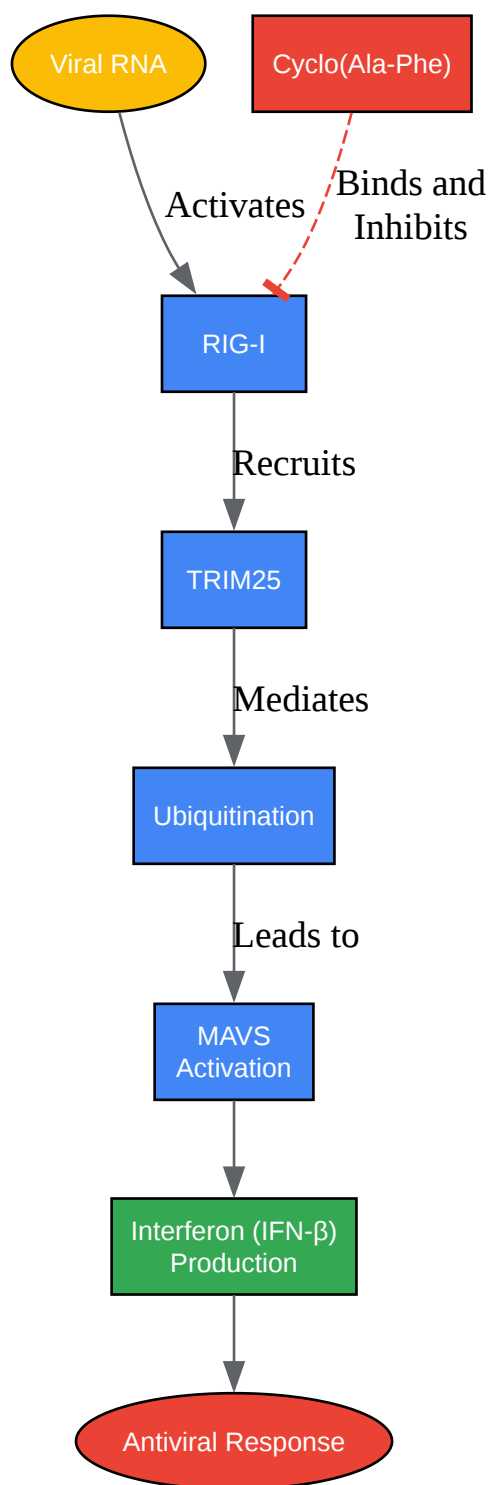 Viral RNA
Cyclo(Ala-Phe)
Activates
Binds and
Inhibits
RIG-I
Recruits
TRIM25
Mediates
Ubiquitination
Leads to
MAVS
Activation
Interferon (IFN-β)
Production
Antiviral Response